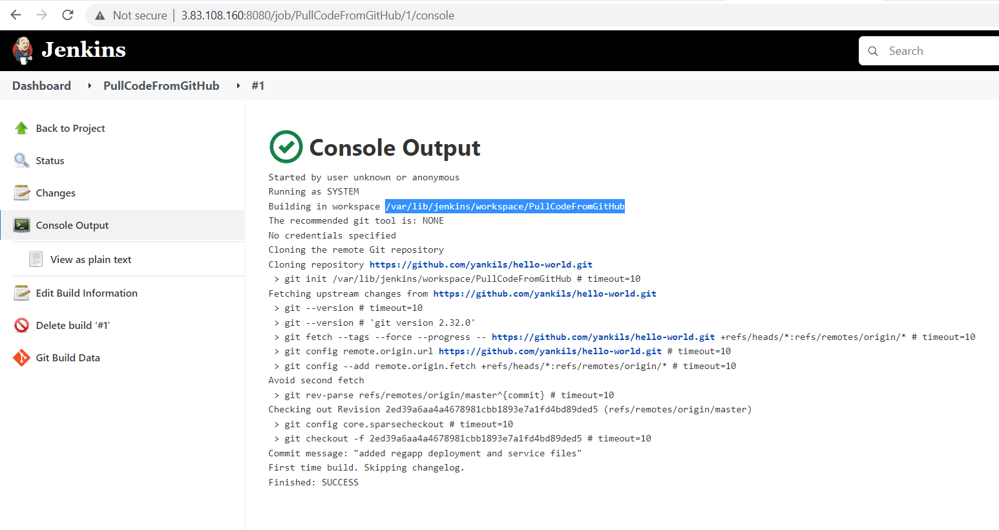 Not secure | 3.83.108.160:8080/job/PullCodeFromGitHub/1/console
Jenkins
Search
Dashboard PullCodeFromGitHub #1
Back to Project
Status
Changes
Console Output
View as plain text
Edit Build Information
Delete build ‘#1’
Git Build Data
Console Output
Started by user unknown or anonymous
Running as SYSTEM
Building in workspace /var/lib/jenkins/workspace/PullCodeFromGitHub
The recommended git tool is: NONE
No credentials specified
Cloning the remote Git repository
Cloning repository https://github.com/yankils/hello-world.git
 > git init /var/lib/jenkins/workspace/PullCodeFromGitHub # timeout=10
Fetching upstream changes from https://github.com/yankils/hello-world.git
 > git --version # timeout=10
 > git --version # 'git version 2.32.0'
 > git fetch --tags --force --progress -- https://github.com/yankils/hello-world.git +refs/heads/*:refs/remotes/origin/* # timeout=10
 > git config remote.origin.url https://github.com/yankils/hello-world.git # timeout=10
 > git config --add remote.origin.fetch +refs/heads/*:refs/remotes/origin/* # timeout=10
Avoid second fetch
 > git rev-parse refs/remotes/origin/master^{commit} # timeout=10
Checking out Revision 2ed39a6aa4a4678981cbb1893e7a1fd4bd89ded5 (refs/remotes/origin/master)
 > git config core.sparsecheckout # timeout=10
 > git checkout -f 2ed39a6aa4a4678981cbb1893e7a1fd4bd89ded5 # timeout=10
Commit message: "added regapp deployment and service files"
First time build. Skipping changelog.
Finished: SUCCESS